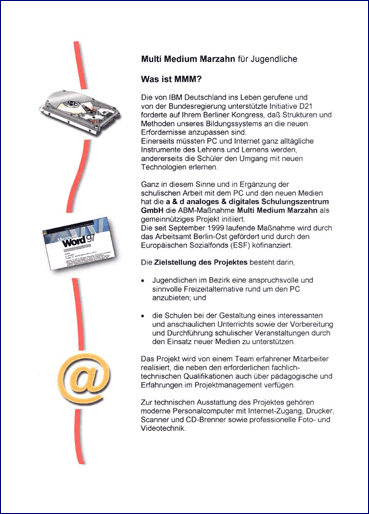 Multi Medium Marzahn für Jugendliche
Was ist MMM?
Die von IBM Deutschland ins Leben gerufene und
von der Bundesregierung unterstützte Initiative D21
forderte auf Ihrem Berliner Kongress, daß Strukturen und
Methoden unseres Bildungssystems an die neuen
Erfordernisse anzupassen sind.
Einerseits müssten PC und Internet ganz alltägliche
Instrumente des Lehrens und Lernens werden,
andererseits die Schüler den Umgang mit neuen
Technologien erlernen.
Ganz in diesem Sinne und in Ergänzung der
schulischen Arbeit mit dem PC und den neuen Medien
hat die a & d analoges & digitales Schulungszentrum
GmbH die ABM-Maßnahme Multi Medium Marzahn als
gemeinnütziges Projekt initiiert.
Die seit September 1999 laufende Maßnahme wird durch
das Arbeitsamt Berlin-Ost gefördert und durch den
Europäischen Sozialfonds (ESF) kofinanziert.
Word 97
Die Zielstellung des Projektes besteht darin,
• Jugendlichen im Bezirk eine anspruchsvolle und
sinnvolle Freizeitalternative rund um den PC
anzubieten; und
• die Schulen bei der Gestaltung eines interessanten
und anschaulichen Unterrichts sowie der Vorbereitung
und Durchführung schulischer Veranstaltungen durch
den Einsatz neuer Medien zu unterstützen.
@
Das Projekt wird von einem Team erfahrener Mitarbeiter
realisiert, die neben den erforderlichen fachlich-
technischen Qualifikationen auch über pädagogische und
Erfahrungen im Projektmanagement verfügen.
Zur technischen Ausstattung des Projektes gehören
moderne Personalcomputer mit Internet-Zugang, Drucker,
Scanner und CD-Brenner sowie professionelle Foto- und
Videotechnik.